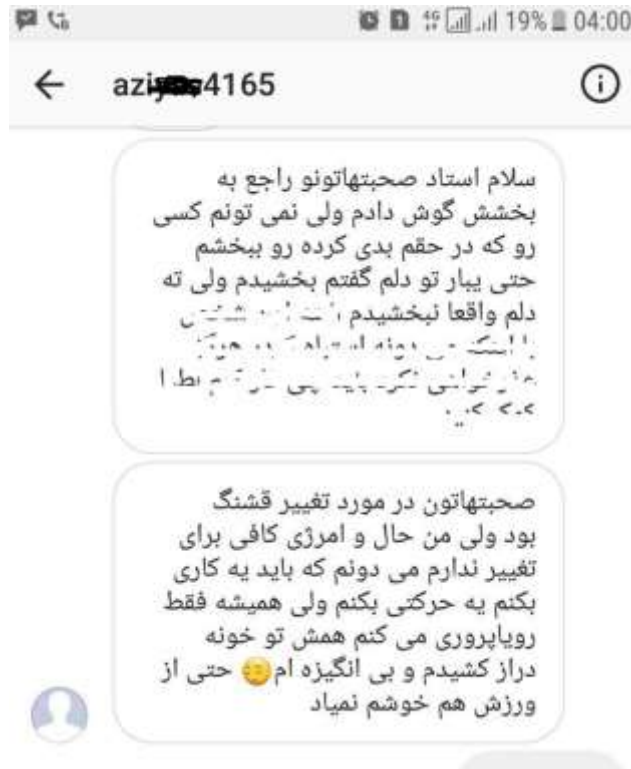 19% 04:00
4165
سلام استاد صحبتهاتونو راجع به
بخشش گوش دادم ولی نمی تونم کسی
رو که در حقم بدی کرده رو ببخشم
حتی یبار تو دلم گفتم بخشیدم ولی ته
دلم واقعا نبخشیدم
صحبتهاتون در مورد تغییر قشنگ
بود ولی من حال و امرژی کافی برای
تغییر ندارم می دونم که باید یه کاری
بکنم یه حرکتی بکنم ولی همیشه فقط
رویاپروری می کنم همش تو خونه
دراز کشیدم و بی انگیزه ام😔 حتی از
ورزش هم خوشم نمیاد